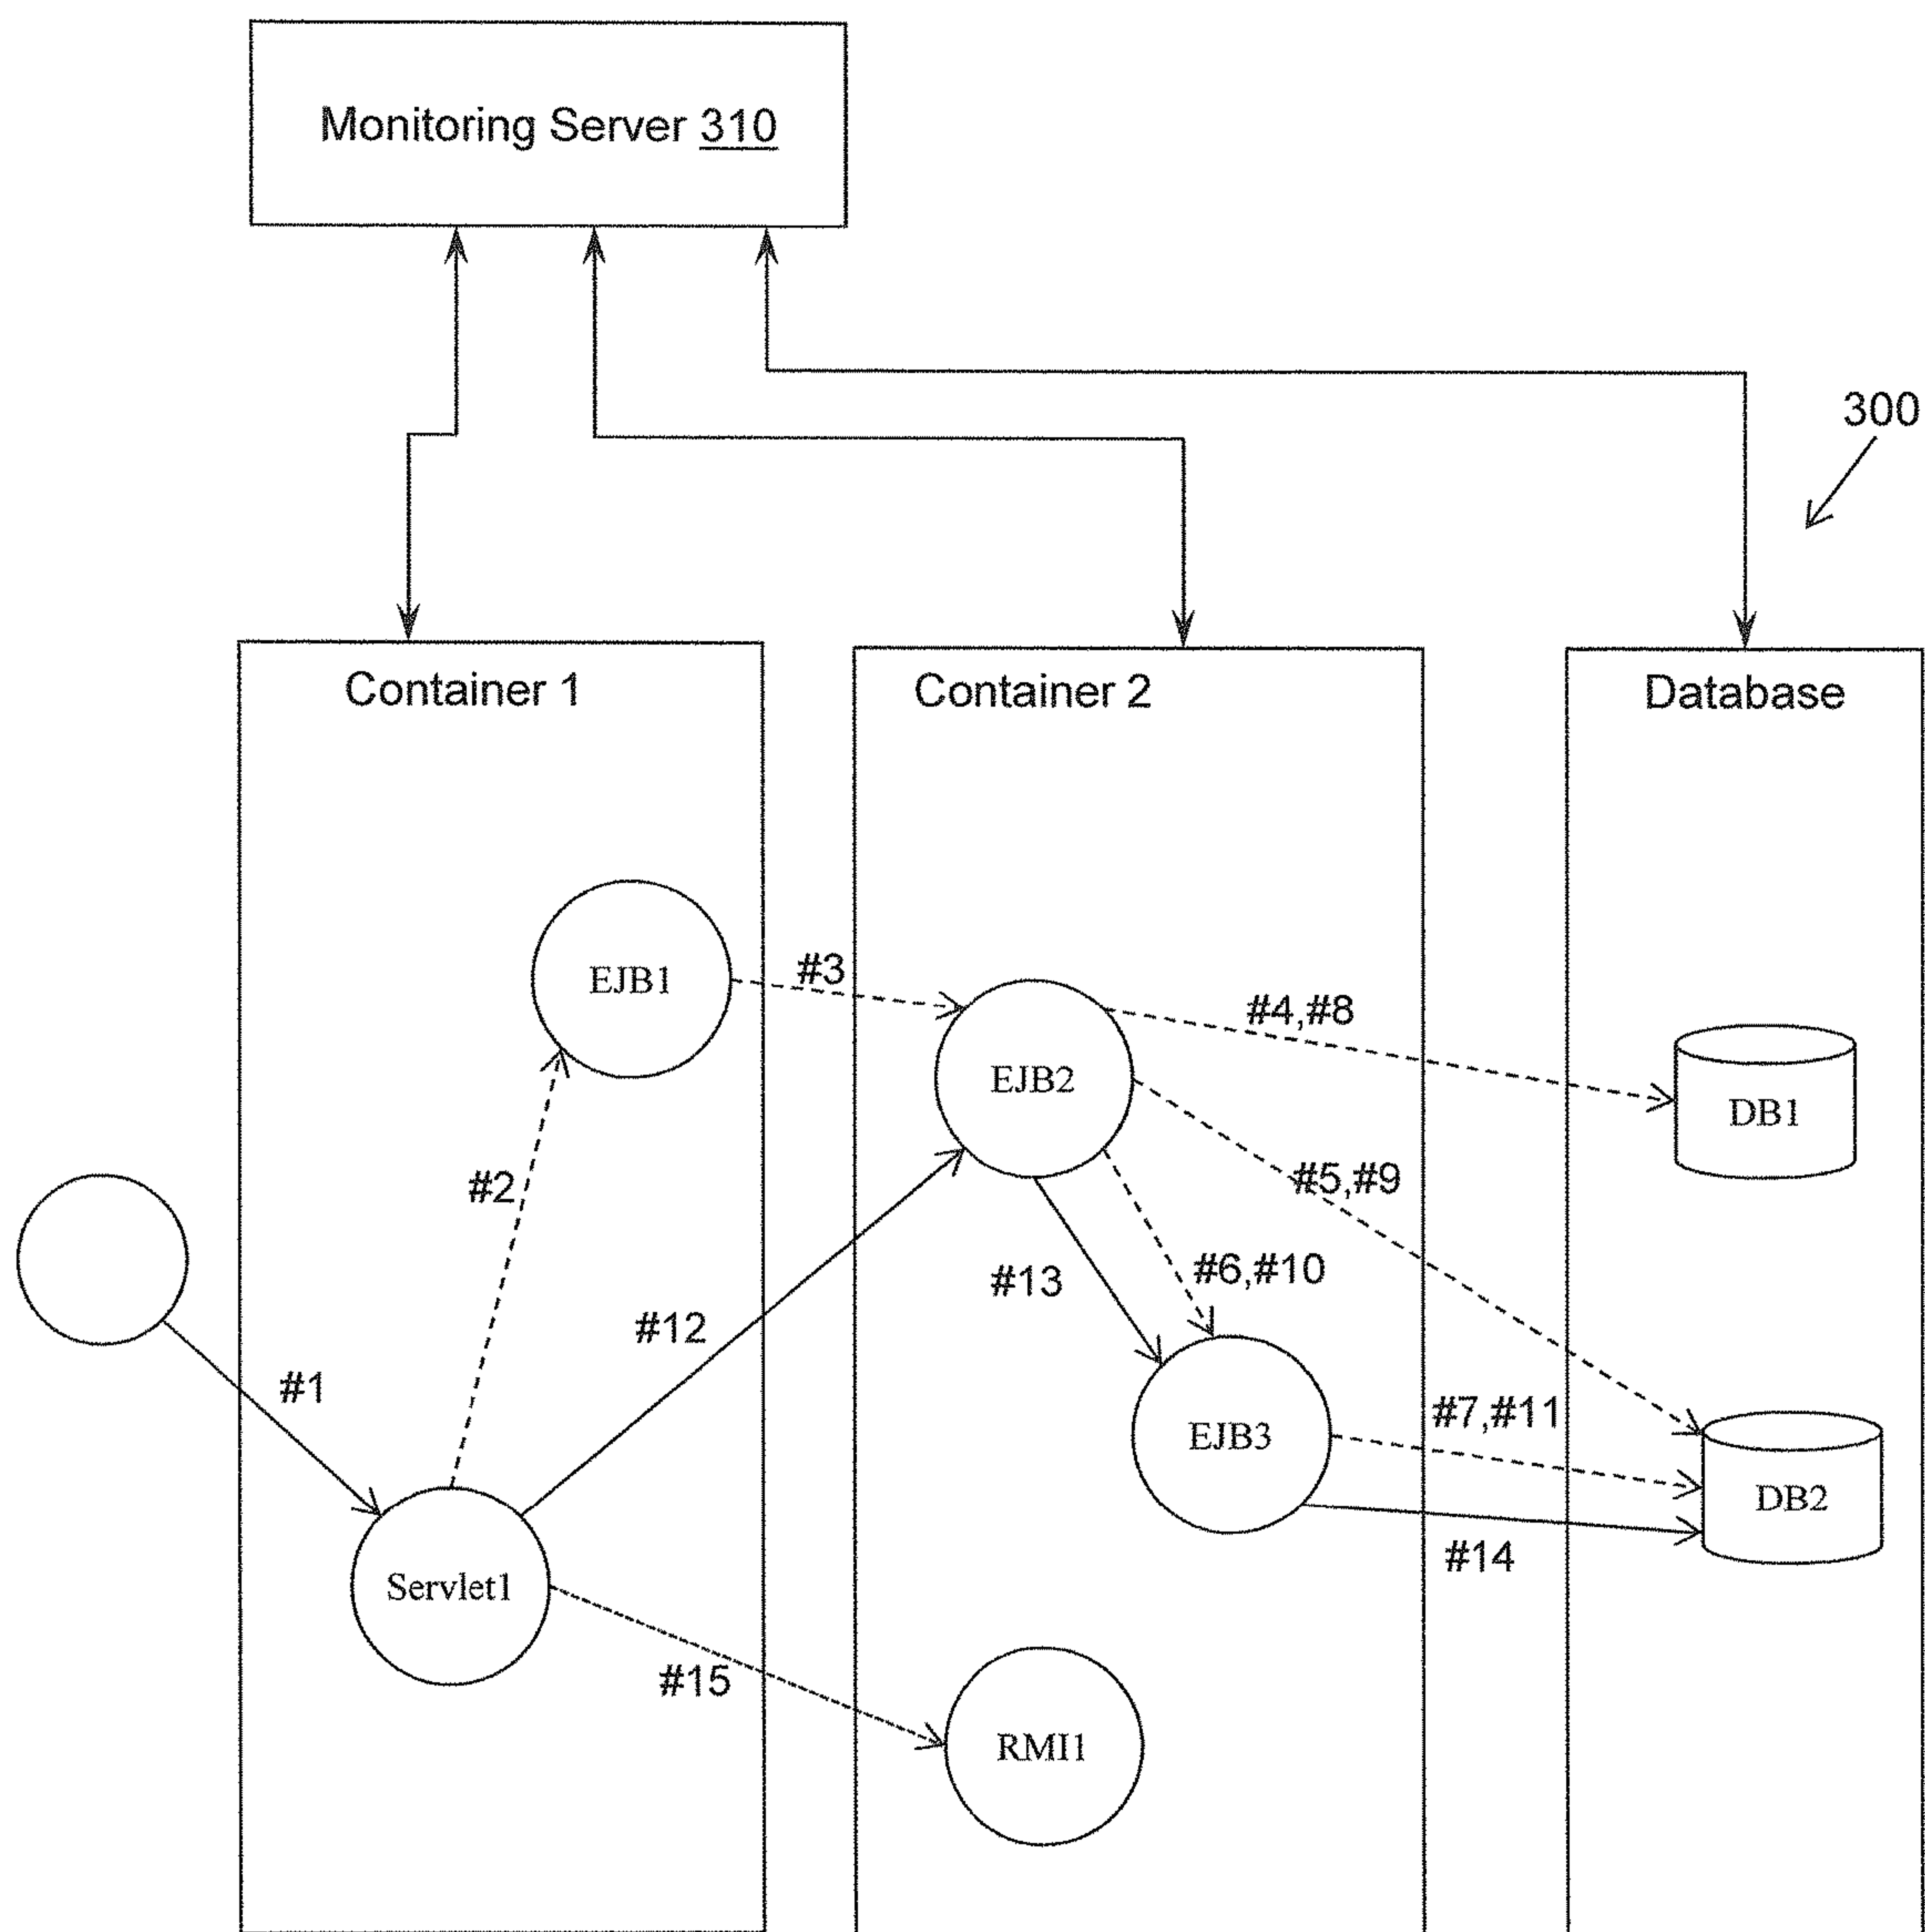 Monitoring Server 310
300
Container 1
Container 2
Database
EJB1
#3
EJB2
#4,#8
DB1
#2
#5,#9
#13
#6,#10
#12
#1
#7,#11
EJB3
DB2
#14
Servlet1
#15
RMI1